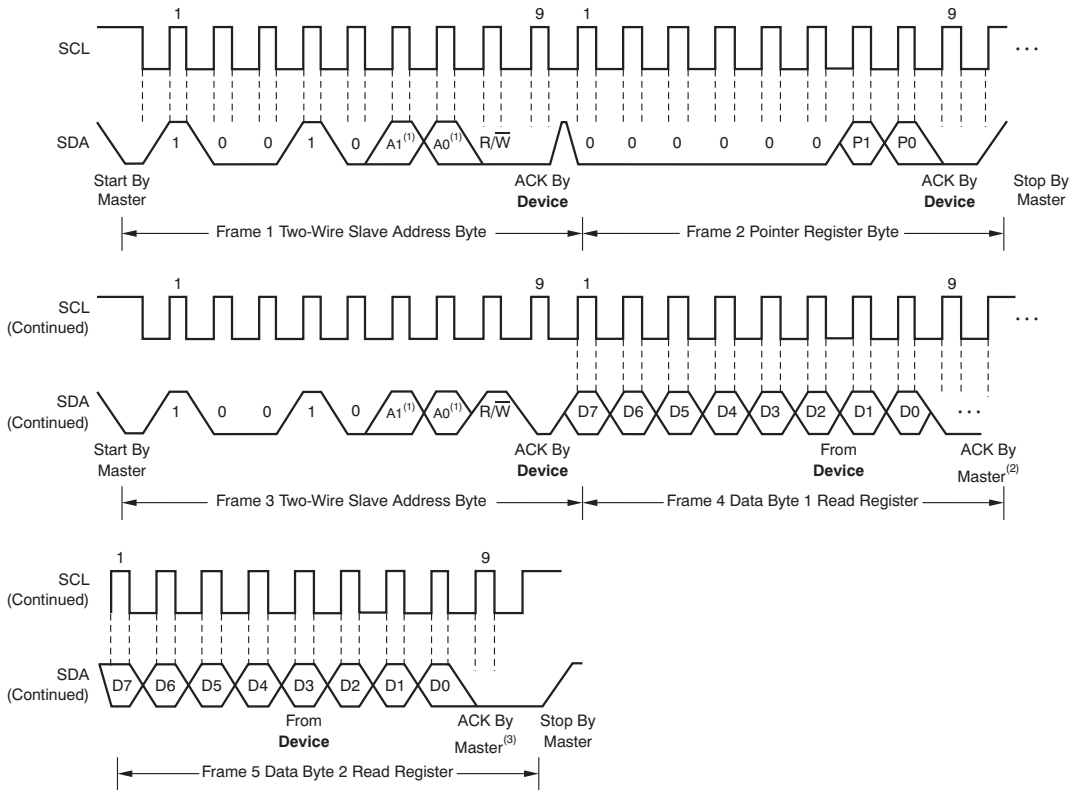 1 9 1 9
SCL
...
SDA 1 0 0 1 0 A1(1) A0(1) R/W 0 0 0 0 0 0 P1 P0
Start By Master
ACK By Device
ACK By Device
Stop By Master
Frame 1 Two-Wire Slave Address Byte
Frame 2 Pointer Register Byte
1 9 1 9
SCL (Continued)
...
SDA (Continued) 1 0 0 1 0 A1(1) A0(1) R/W D7 D6 D5 D4 D3 D2 D1 D0 ...
Start By Master
ACK By Device
From Device
ACK By Master(2)
Frame 3 Two-Wire Slave Address Byte
Frame 4 Data Byte 1 Read Register
1 9
SCL (Continued)
SDA (Continued) D7 D6 D5 D4 D3 D2 D1 D0
From Device
ACK By Master(3)
Stop By Master
Frame 5 Data Byte 2 Read Register